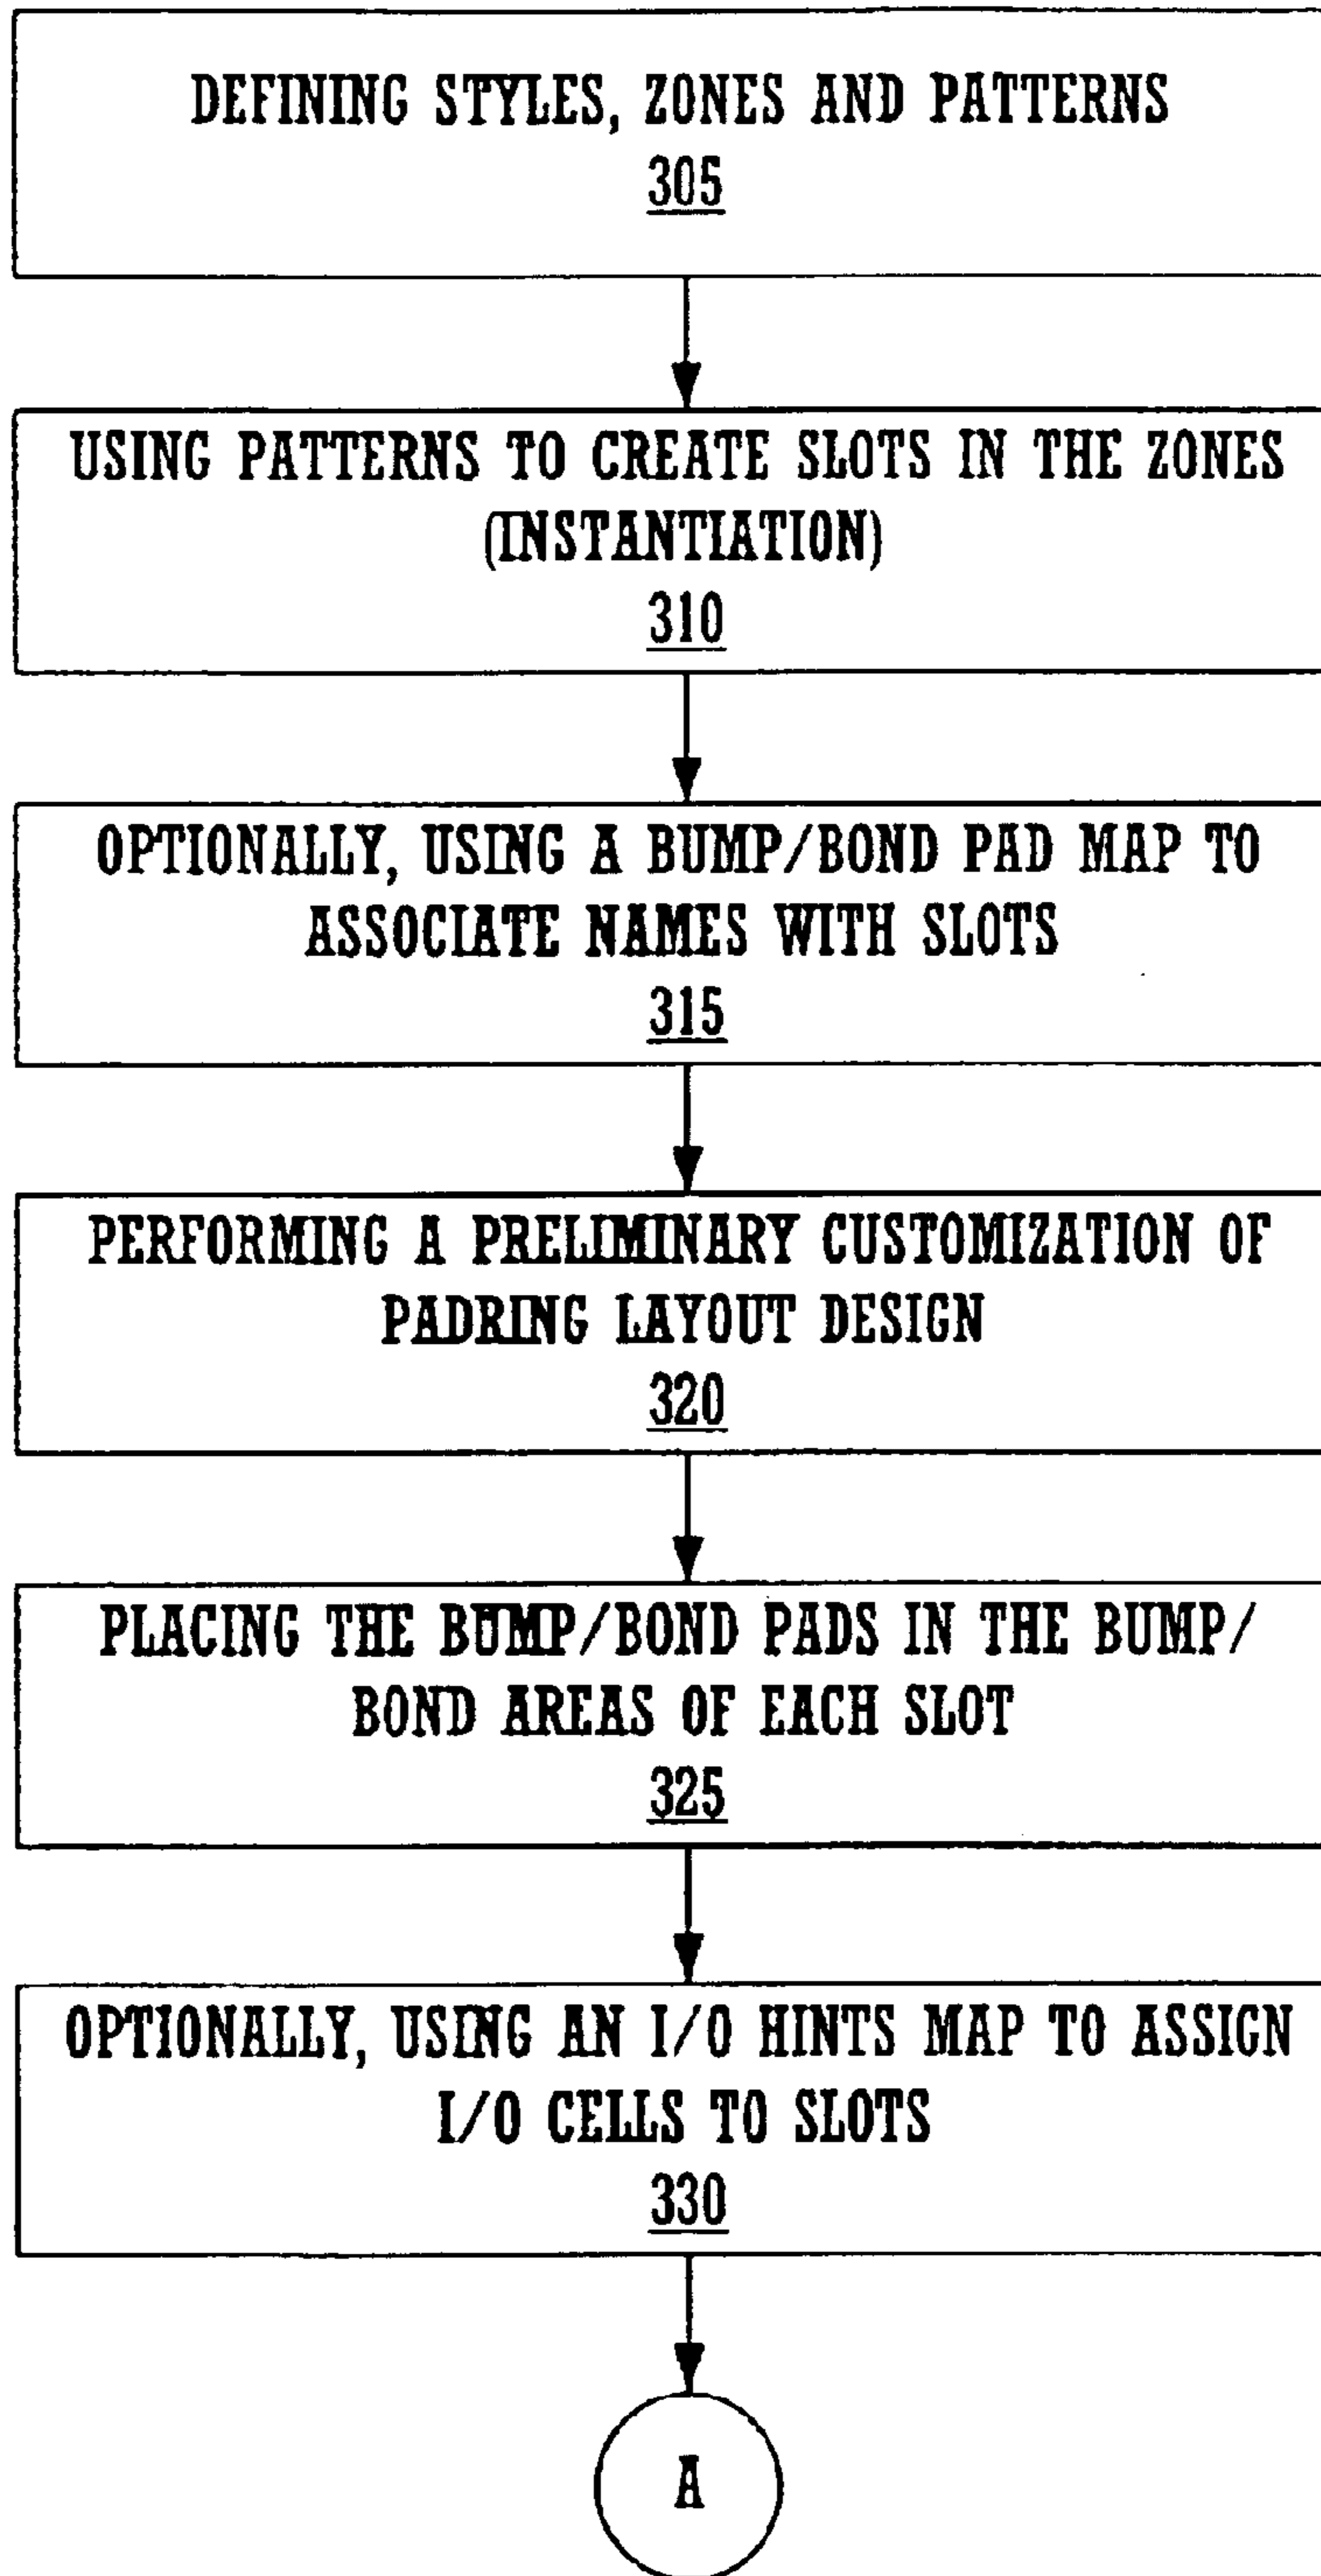 DEFINING STYLES, ZONES AND PATTERNS
305
USING PATTERNS TO CREATE SLOTS IN THE ZONES
(INSTANTIATION)
310
OPTIONALLY, USING A BUMP/BOND PAD MAP TO
ASSOCIATE NAMES WITH SLOTS
315
PERFORMING A PRELIMINARY CUSTOMIZATION OF
PADRING LAYOUT DESIGN
320
PLACING THE BUMP/BOND PADS IN THE BUMP/
BOND AREAS OF EACH SLOT
325
OPTIONALLY, USING AN I/O HINTS MAP TO ASSIGN
I/O CELLS TO SLOTS
330
A